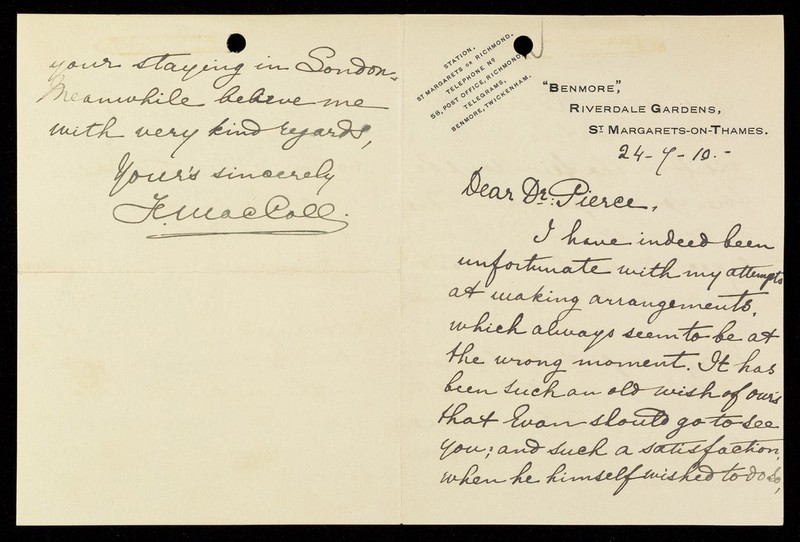 STATION,
ST MARGARETS OR RICHMOND.
TELEPHONE No
58, POST OFFICE, RICHMOND
TELEGRAMS,
BENMORE, TWICKENHAM.
"BENMORE",
RIVERDALE GARDENS,
ST MARGARETS-ON-THAMES.
24-7-10.-
Dear Dr: Pierce,
I have indeed been
unfortunate with my attempts
at making arrangements,
which always seem to be at
the wrong moment. It has
been such an old wish of our's
that Evan should go to see
you; and such a satisfaction,
when he himself wished to do so,
your staying in London.
Meanwhile believe me
with very kind regards,
Your's sincerely
K. MacColl.